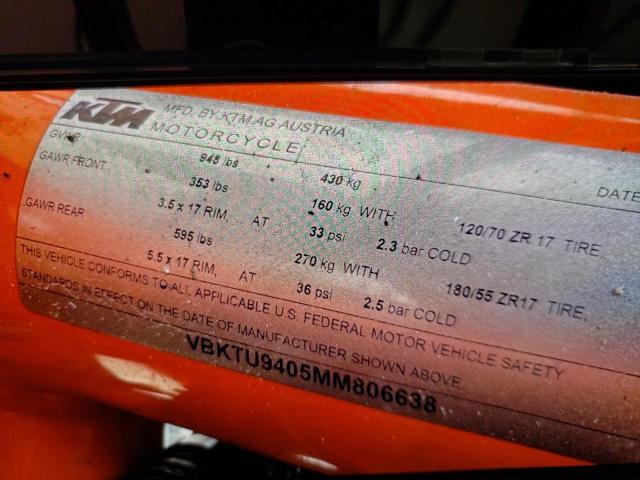 KTM MFD. BY KTM AG AUSTRIA
MOTORCYCLE DATE
GVWR 948 lbs 430 kg
GAWR FRONT 353 lbs 160 kg WITH 120/70 ZR 17 TIRE,
3.5 x 17 RIM, AT 33 psi 2.3 bar COLD
GAWR REAR 595 lbs 270 kg WITH 180/55 ZR17 TIRE,
5.5 x 17 RIM, AT 36 psi 2.5 bar COLD
THIS VEHICLE CONFORMS TO ALL APPLICABLE U.S. FEDERAL MOTOR VEHICLE SAFETY
STANDARDS IN EFFECT ON THE DATE OF MANUFACTURER SHOWN ABOVE
VBKTU9405MM806638